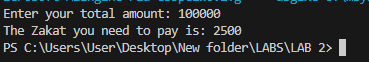 Enter your total amount: 100000
The Zakat you need to pay is: 2500
PS C:\Users\User\Desktop\New folder\LABS\LAB 2>